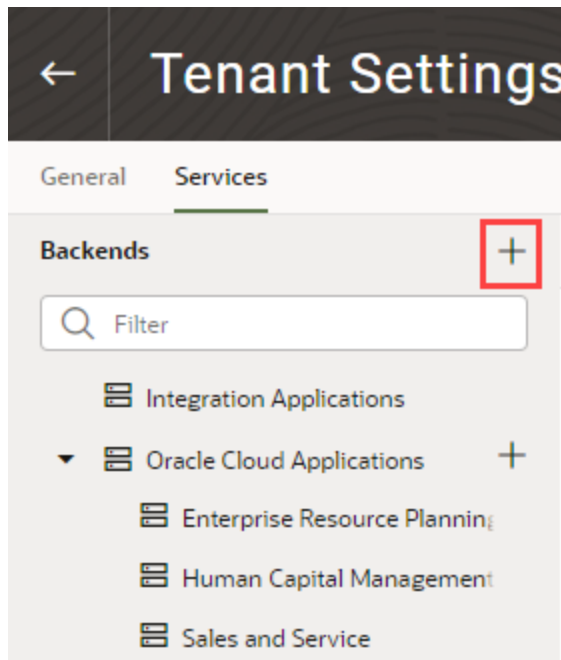 Tenant Settings
General Services
Backends
Filter
Integration Applications
Oracle Cloud Applications
Enterprise Resource Planning
Human Capital Management
Sales and Service